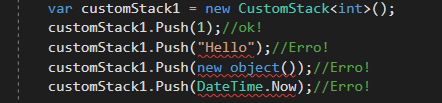 var customStack1 = new CustomStack<int>();
customStack1.Push(1);//ok!
customStack1.Push("Hello");//Erro!
customStack1.Push(new object());//Erro!
customStack1.Push(DateTime.Now);//Erro!